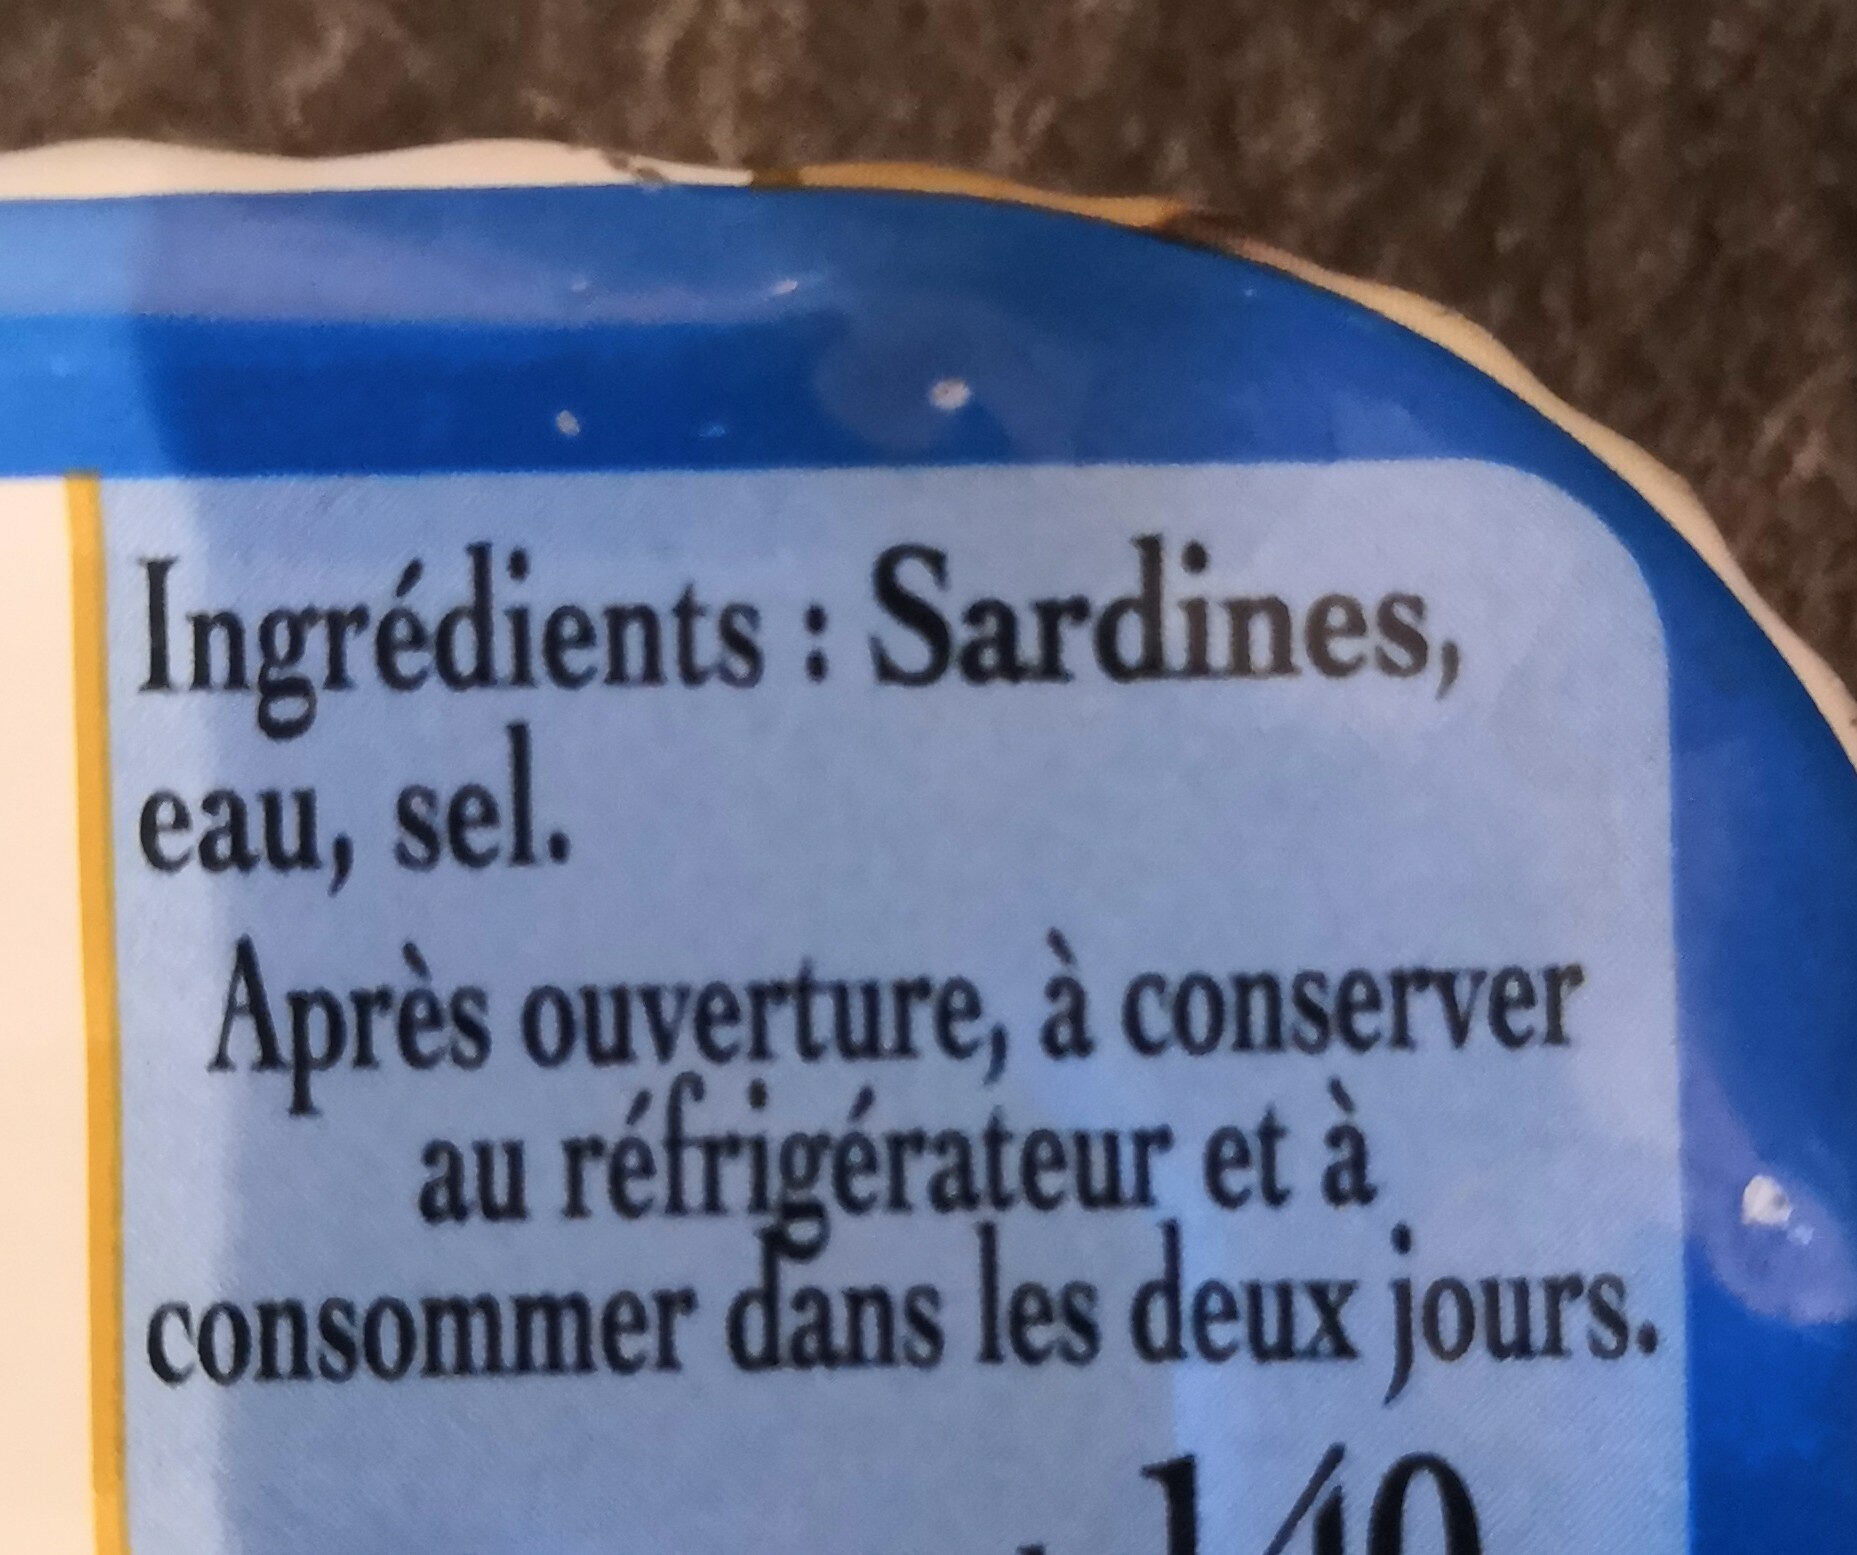 Ingrédients : Sardines,
eau, sel.
Après ouverture, à conserver
au réfrigérateur et à
consommer dans les deux jours.